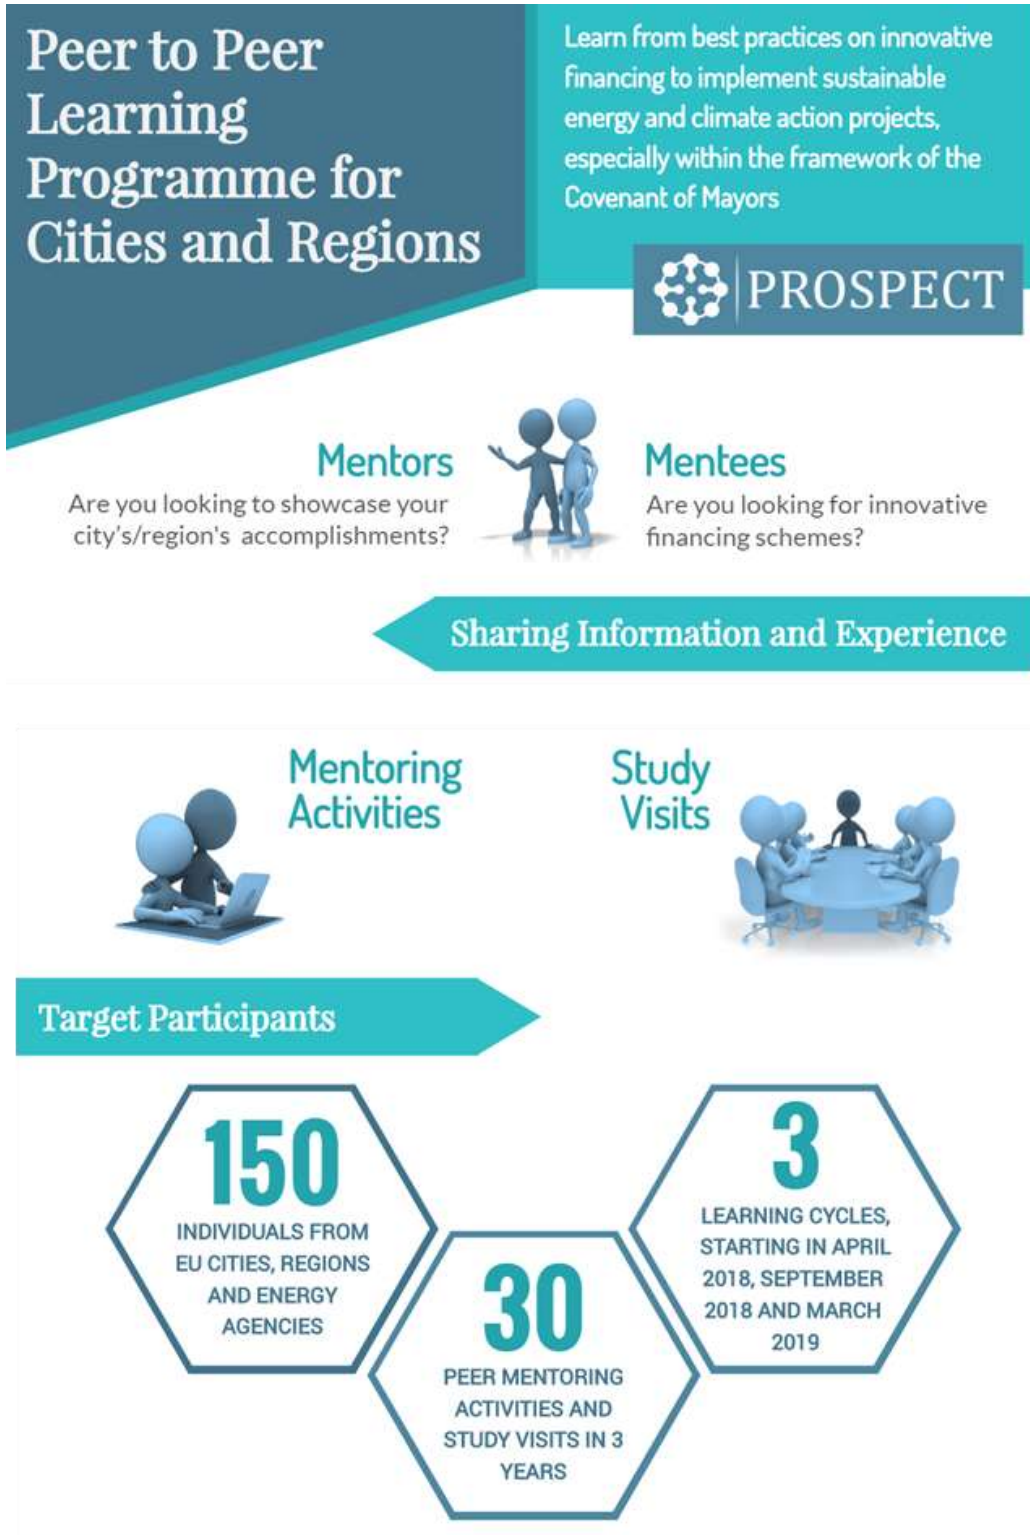 Peer to Peer
Learning
Programme for
Cities and Regions
Learn from best practices on innovative
financing to implement sustainable
energy and climate action projects,
especially within the framework of the
Covenant of Mayors
PROSPECT
Mentors
Are you looking to showcase your
city's/region's accomplishments?
Mentees
Are you looking for innovative
financing schemes?
Sharing Information and Experience
Mentoring
Activities
Study
Visits
Target Participants
150
INDIVIDUALS FROM
EU CITIES, REGIONS
AND ENERGY
AGENCIES
30
PEER MENTORING
ACTIVITIES AND
STUDY VISITS IN 3
YEARS
3
LEARNING CYCLES,
STARTING IN APRIL
2018, SEPTEMBER
2018 AND MARCH
2019